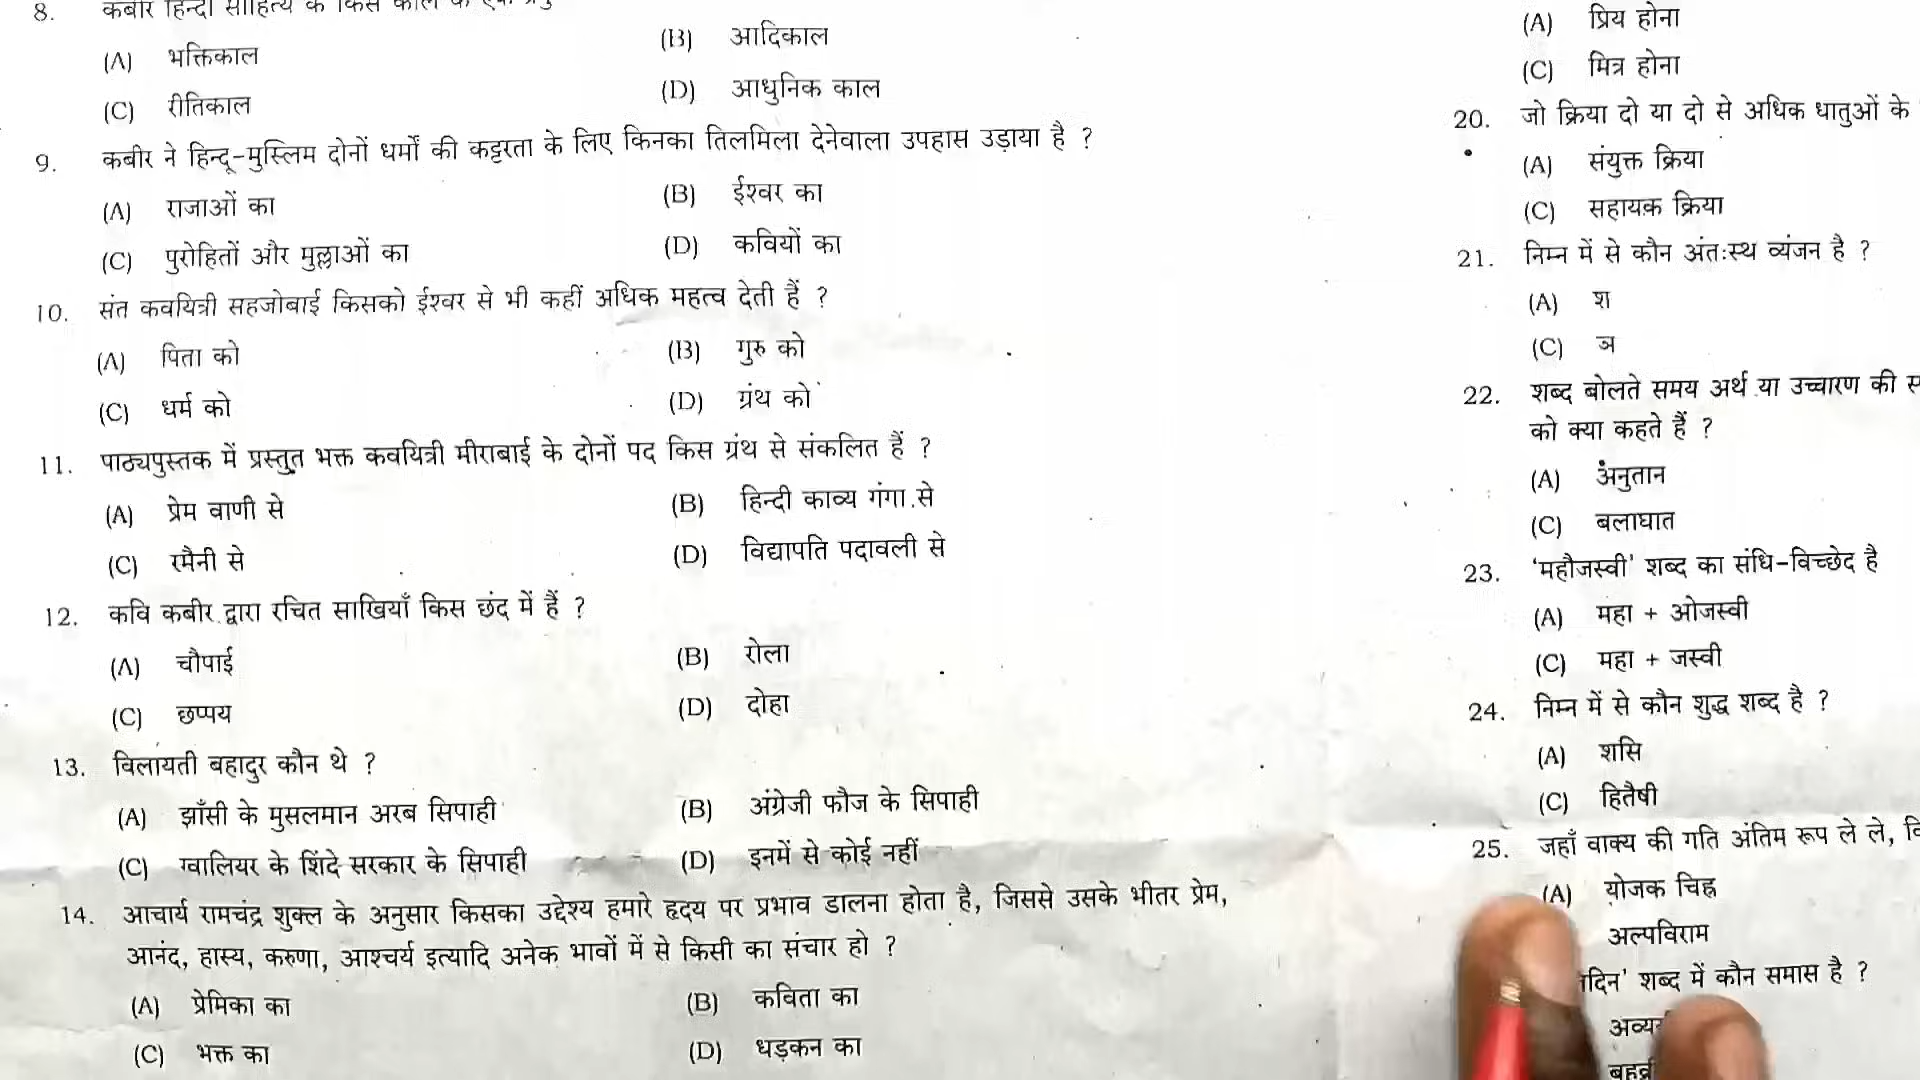 8. कबीर हिन्दी साहित्य के किस काल के एक
(A) भक्तिकाल (B) आदिकाल
(C) रीतिकाल (D) आधुनिक काल
9. कबीर ने हिन्दू-मुस्लिम दोनों धर्मों की कट्टरता के लिए किनका तिलमिला देनेवाला उपहास उड़ाया है ?
(A) राजाओं का (B) ईश्वर का
(C) पुरोहितों और मुल्लाओं का (D) कवियों का
10. संत कवयित्री सहजोबाई किसको ईश्वर से भी कहीं अधिक महत्व देती हैं ?
(A) पिता को (B) गुरु को
(C) धर्म को (D) ग्रंथ को
11. पाठ्यपुस्तक में प्रस्तुत भक्त कवयित्री मीराबाई के दोनों पद किस ग्रंथ से संकलित हैं ?
(A) प्रेम वाणी से (B) हिन्दी काव्य गंगा से
(C) रमैनी से (D) विद्यापति पदावली से
12. कवि कबीर द्वारा रचित साखियाँ किस छंद में हैं ?
(A) चौपाई (B) रोला
(C) छप्पय (D) दोहा
13. विलायती बहादुर कौन थे ?
(A) झाँसी के मुसलमान अरब सिपाही (B) अंग्रेजी फौज के सिपाही
(C) ग्वालियर के शिंदे सरकार के सिपाही (D) इनमें से कोई नहीं
14. आचार्य रामचंद्र शुक्ल के अनुसार किसका उद्देश्य हमारे हृदय पर प्रभाव डालना होता है, जिससे उसके भीतर प्रेम,
आनंद, हास्य, करुणा, आश्चर्य इत्यादि अनेक भावों में से किसी का संचार हो ?
(A) प्रेमिका का (B) कविता का
(C) भक्त का (D) धड़कन का
(A) प्रिय होना
(C) मित्र होना
20. जो क्रिया दो या दो से अधिक धातुओं के
(A) संयुक्त क्रिया
(C) सहायक क्रिया
21. निम्न में से कौन अंतःस्थ व्यंजन है ?
(A) श
(C) ञ
22. शब्द बोलते समय अर्थ या उच्चारण की
को क्या कहते हैं ?
(A) अनुतान
(C) बलाघात
23. 'महौजस्वी' शब्द का संधि-विच्छेद है
(A) महा + ओजस्वी
(C) महा + जस्वी
24. निम्न में से कौन शुद्ध शब्द है ?
(A) शसि
(C) हितैषी
25. जहाँ वाक्य की गति अंतिम रूप ले ले,
(A) योजक चिह्न
अल्पविराम
शब्द में कौन समास है ?